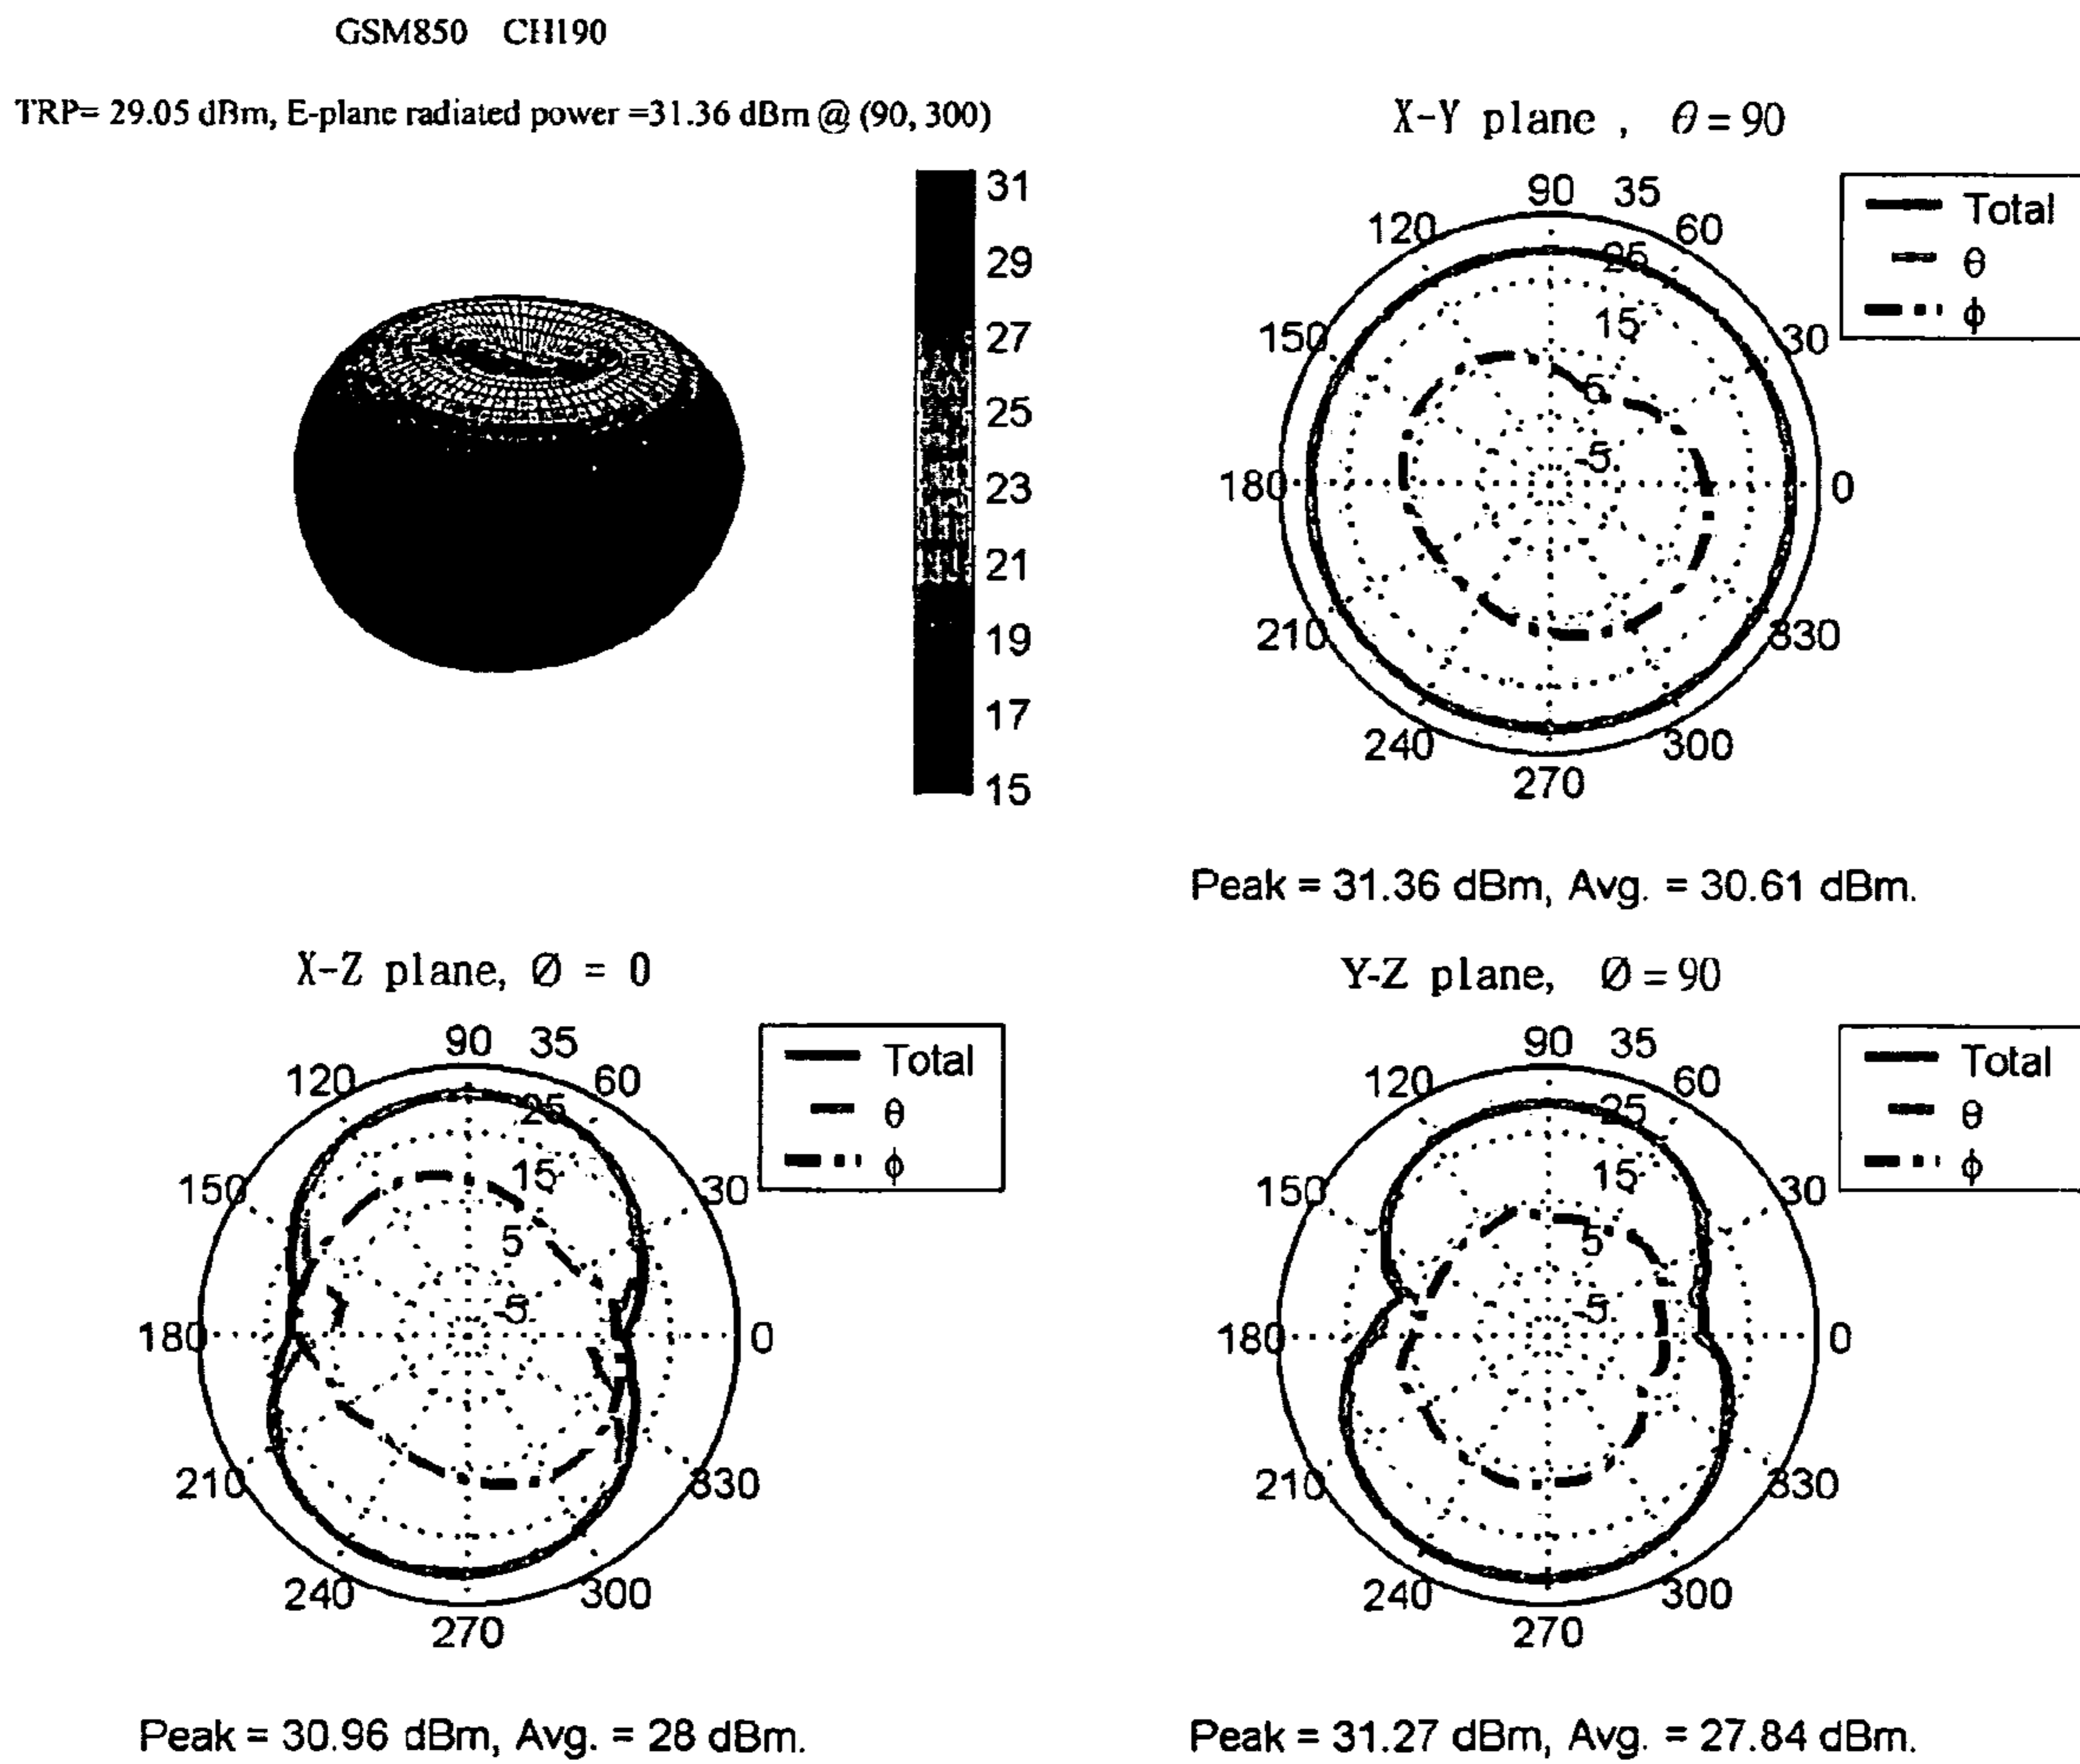 GSM850 CH190
TRP= 29.05 dBm, E-plane radiated power =31.36 dBm @ (90, 300)
31
29
27
25
23
21
19
17
15
X-Y plane , θ = 90
90 35
120 60
25
150 15 30
5
-5
180 0
210 330
240 300
270
Total
θ
ϕ
Peak = 31.36 dBm, Avg. = 30.61 dBm.
X-Z plane, Ø = 0
90 35
120 60
25
150 15 30
5
-5
180 0
210 330
240 300
270
Total
θ
ϕ
Peak = 30.96 dBm, Avg. = 28 dBm.
Y-Z plane, Ø = 90
90 35
120 60
25
150 15 30
5
-5
180 0
210 330
240 300
270
Total
θ
ϕ
Peak = 31.27 dBm, Avg. = 27.84 dBm.